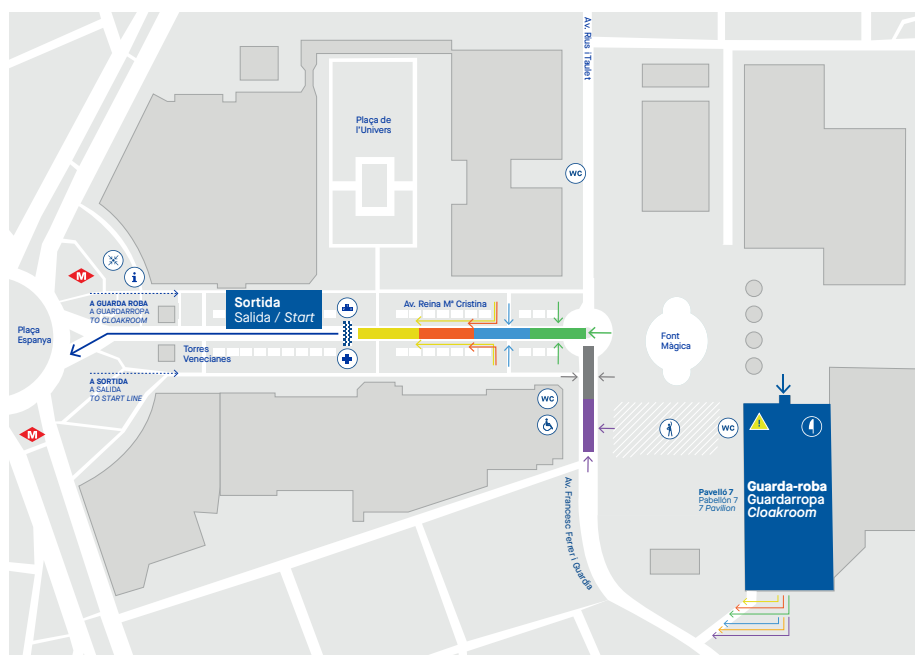 Av. Rius i Taulet
Plaça de
l'Univers
WC
M
i
A GUARDA ROBA
A GUARDARROPA
TO CLOAKROOM
Sortida
Salida / Start
Av. Reina Mª Cristina
Plaça
Espanya
Torres
Venecianes
Font
Màgica
A SORTIDA
A SALIDA
TO START LINE
WC
M
WC
!
Pavelló 7
Pabellón 7
7 Pavilion
Guarda-roba
Guardarropa
Cloakroom
Av. Francesc Ferrer i Guardia